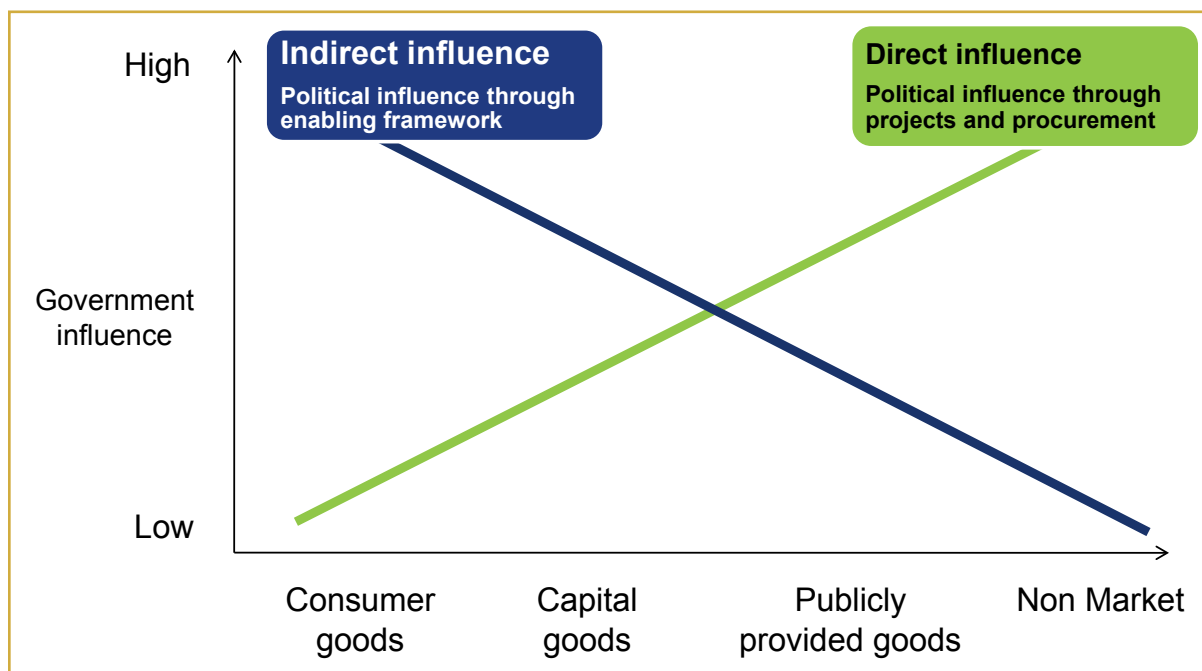 High
Indirect influence
Political influence through
enabling framework
Direct influence
Political influence through
projects and procurement
Government
influence
Low
Consumer
goods
Capital
goods
Publicly
provided goods
Non Market